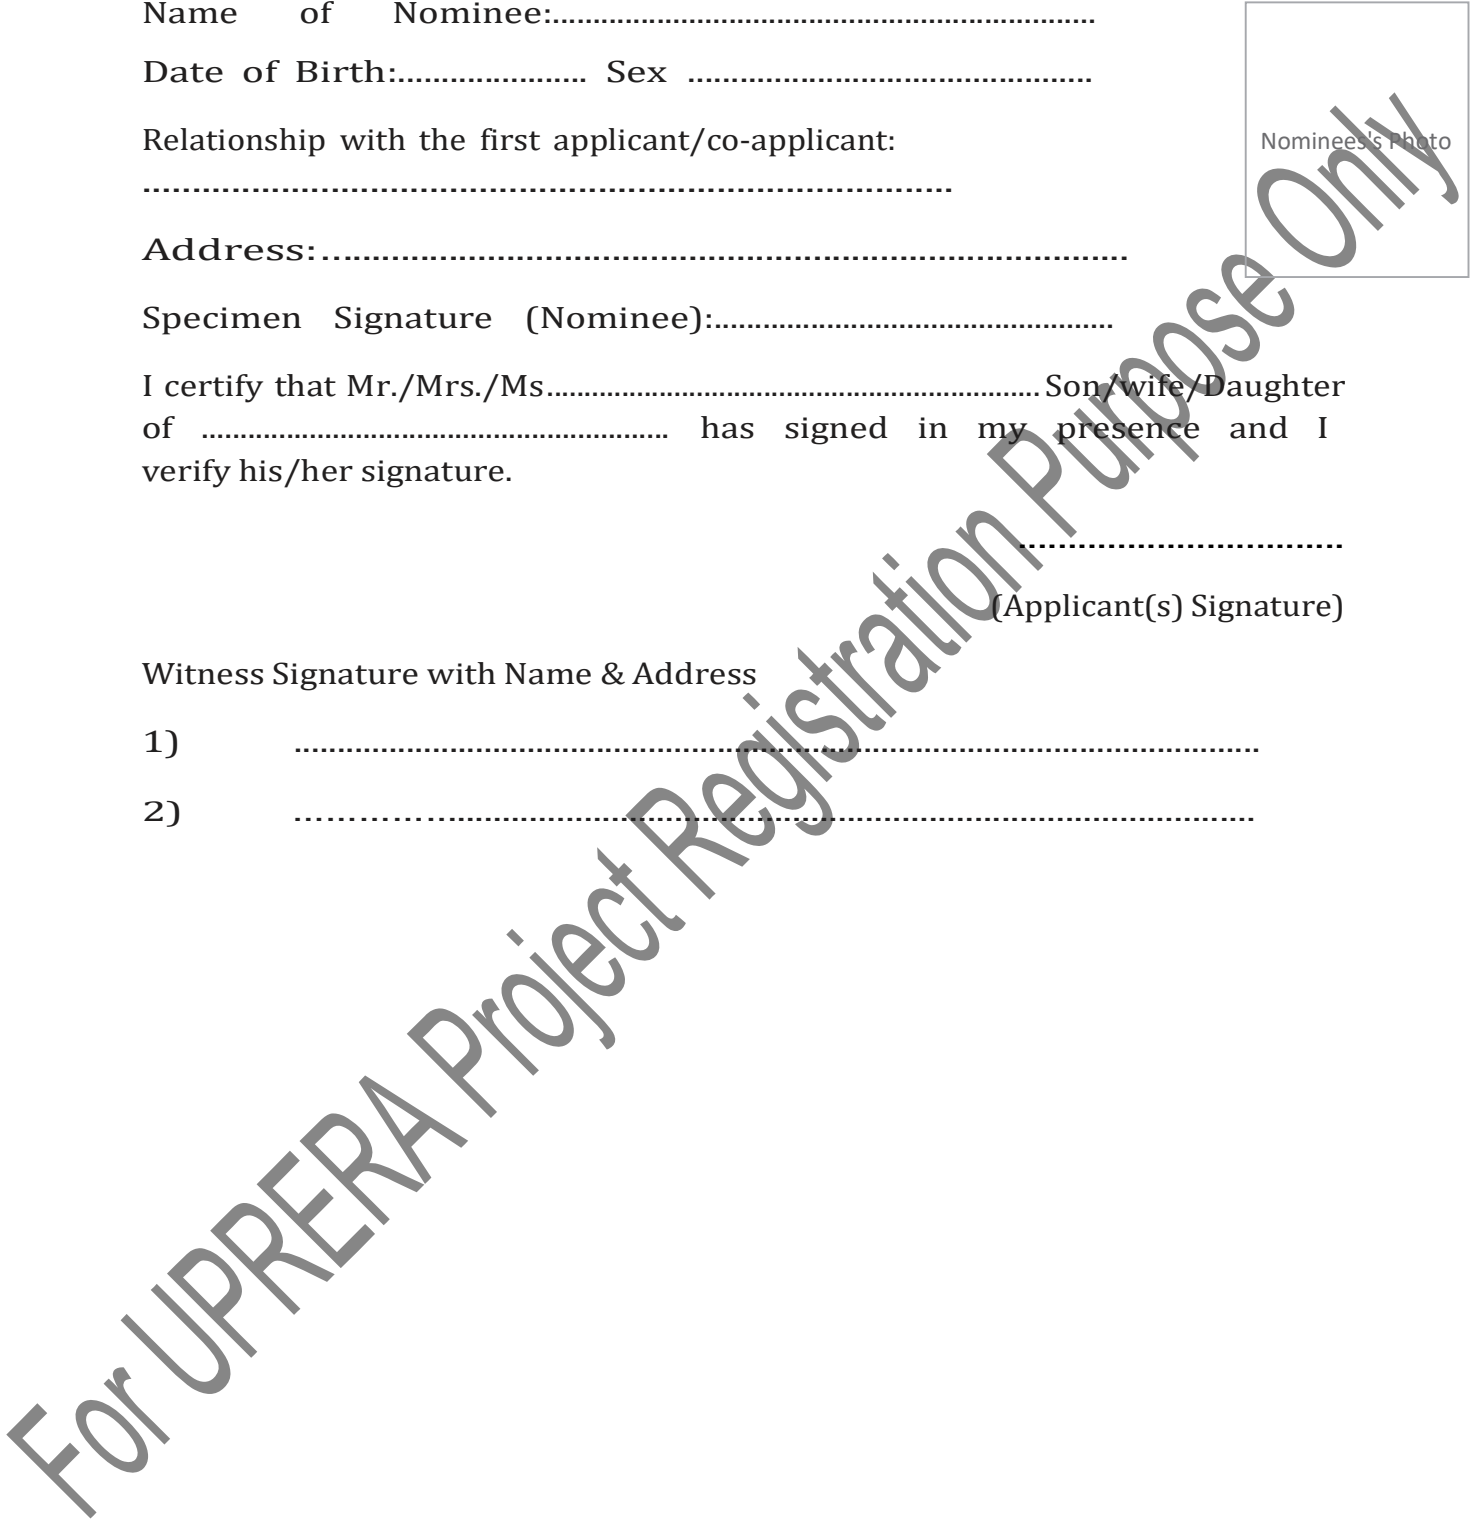 Name of Nominee:..................................................................
Date of Birth:...................... Sex ...............................................
Nominees's Photo
Relationship with the first applicant/co-applicant:
..................................................................................
Address:...................................................................................
Specimen Signature (Nominee):..................................................
I certify that Mr./Mrs./Ms.................................................................Son/wife/Daughter
of ............................................................. has signed in my presence and I
verify his/her signature.
.................................
(Applicant(s) Signature)
Witness Signature with Name & Address
1) ..................................................................................................................
2) ……………..............................................................................................
For UPRERA Project Registration Purpose Only